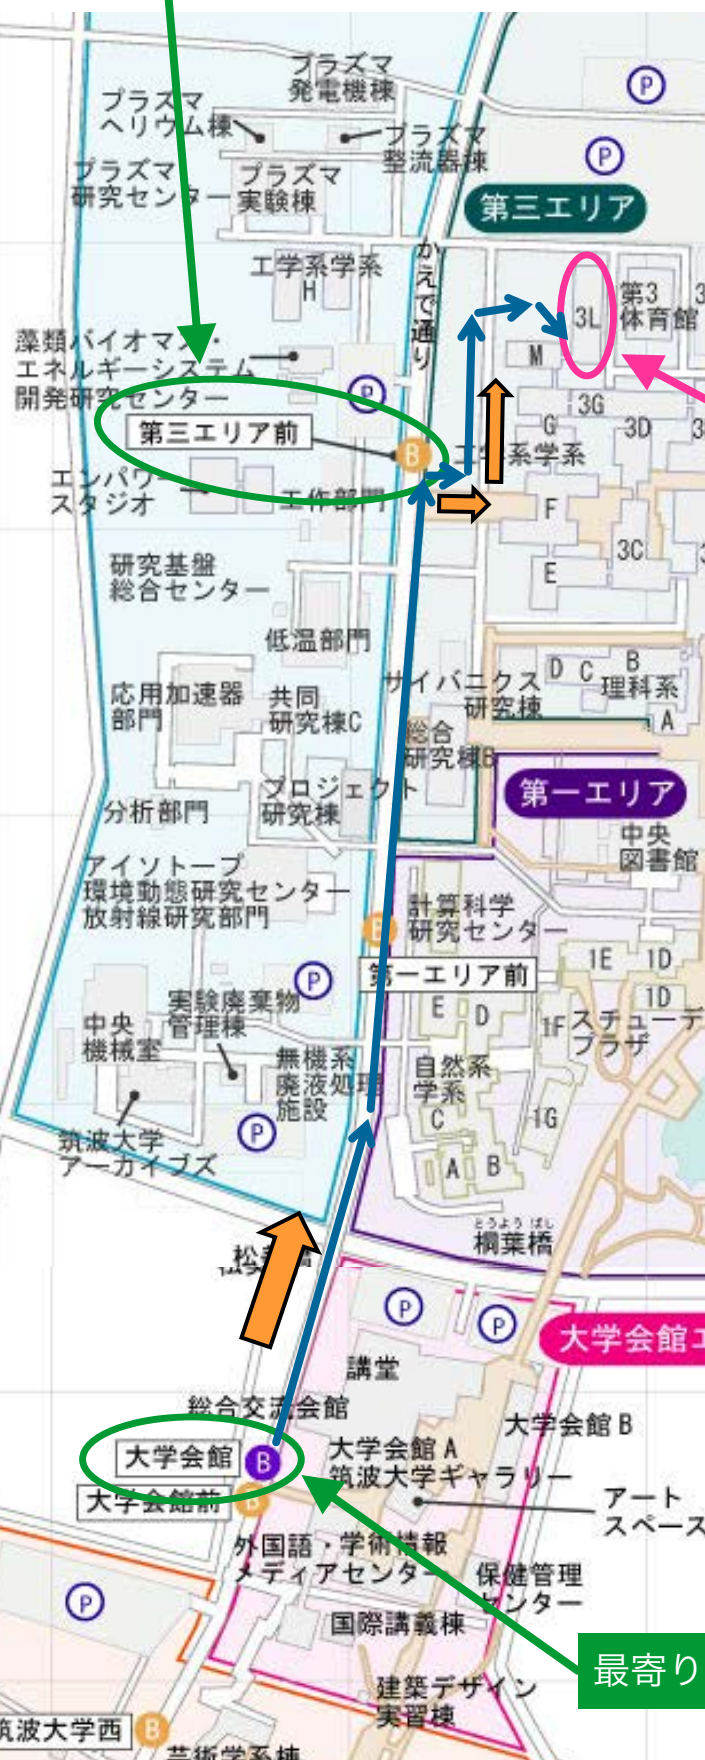 プラズマ
発電機棟
プラズマ
ヘリウム棟
プラズマ
整流器棟
プラズマ
研究センター
プラズマ
実験棟
P
P
第三エリア
かえで通り
工学系学系
H
3L
第3
体育館
M
藻類バイオマス・
エネルギーシステム
開発研究センター
P
3G
G
3D
第三エリア前
B
工学系学系
エンパワー
スタジオ
工作部門
F
3C
E
研究基盤
総合センター
低温部門
サイバニクス
研究棟
D
C
B
理科系
A
応用加速器
部門
共同
研究棟C
総合
研究棟B
プロジェクト
研究棟
第一エリア
分析部門
中央
図書館
アイソトープ
環境動態研究センター
放射線研究部門
計算科学
研究センター
B
第一エリア前
1E
1D
P
1D
E
D
1F
スチューデ
プラザ
実験廃棄物
管理棟
中央
機械室
無機系
廃液処理
施設
自然系
学系
C
1G
P
A
B
筑波大学
アーカイブズ
とうよう ばし
桐葉橋
P
P
大学会館エ
講堂
総合交流会館
大学会館 B
大学会館
B
大学会館 A
筑波大学ギャラリー
大学会館前
B
アート
スペース
外国語・学術情報
メディアセンター
保健管理
センター
P
国際講義棟
最寄り
建築デザイン
実習棟
筑波大学西
B
芸術学系棟